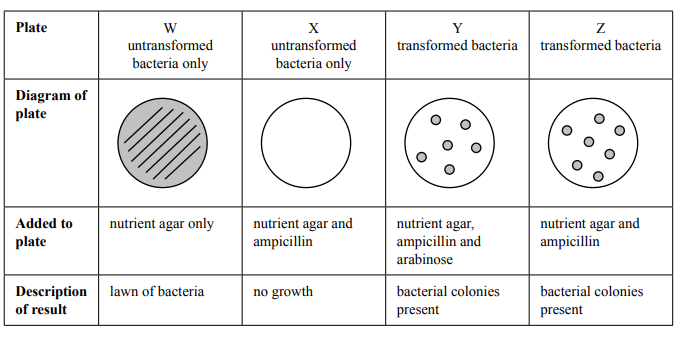 Plate
W
untransformed
bacteria only
X
untransformed
bacteria only
Y
transformed bacteria
Z
transformed bacteria
Diagram of
plate
Added to
plate
nutrient agar only
nutrient agar and
ampicillin
nutrient agar,
ampicillin and
arabinose
nutrient agar and
ampicillin
Description
of result
lawn of bacteria
no growth
bacterial colonies
present
bacterial colonies
present